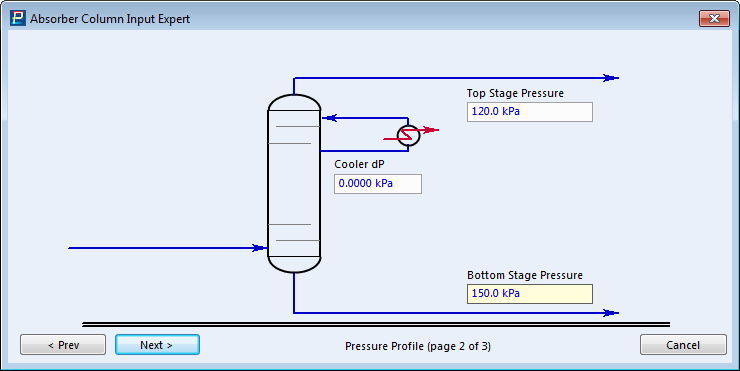 Absorber Column Input Expert
Top Stage Pressure
120.0 kPa
Cooler dP
0.0000 kPa
Bottom Stage Pressure
150.0 kPa
< Prev
Next >
Pressure Profile (page 2 of 3)
Cancel